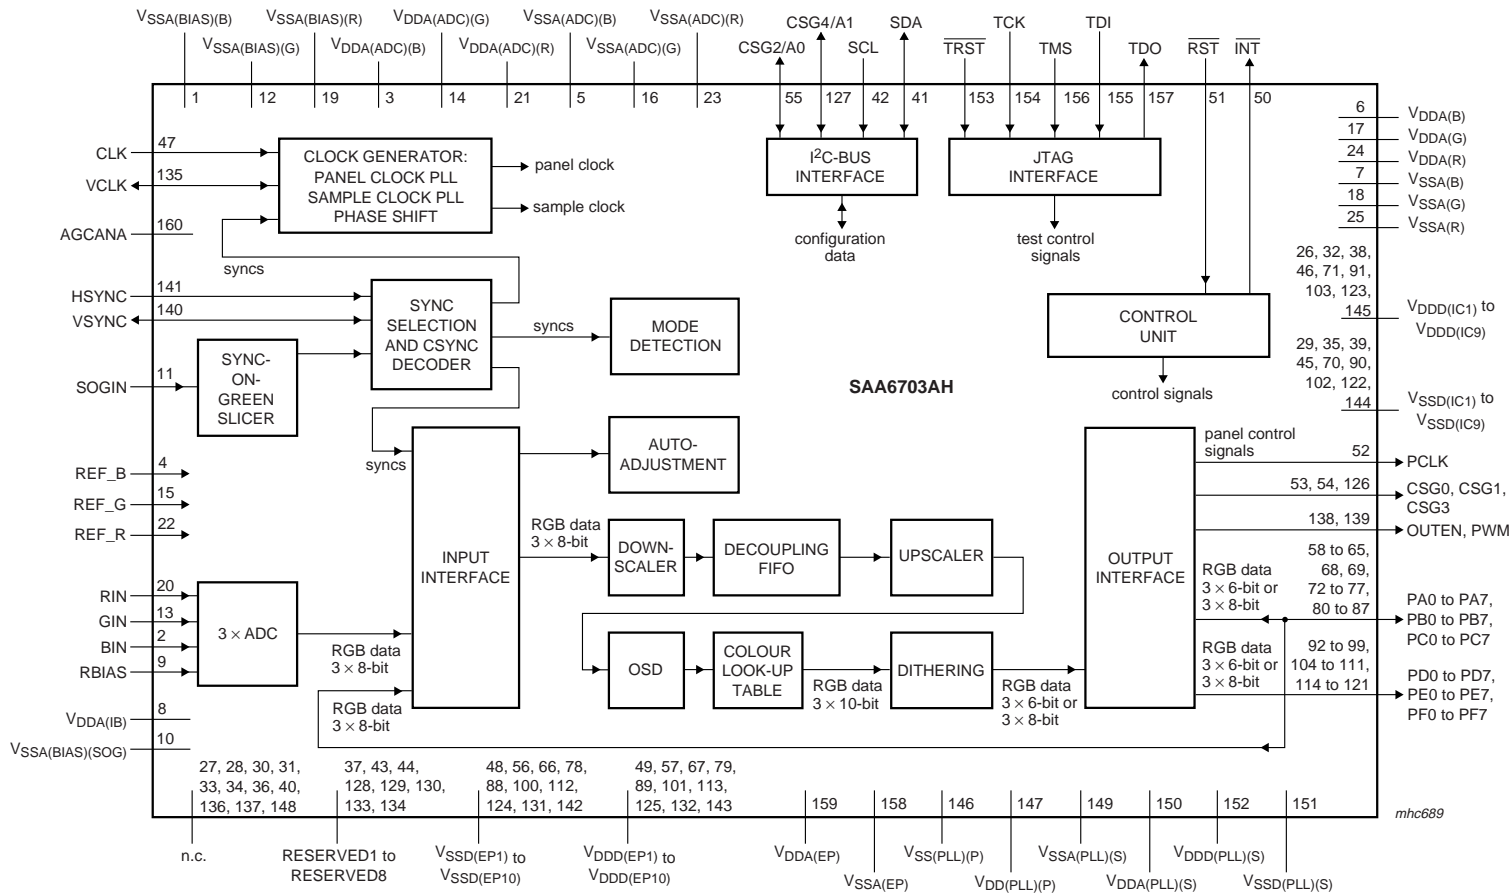 VSSA(BIAS)(B)
VSSA(BIAS)(R)
VDDA(ADC)(G)
VSSA(ADC)(B)
VSSA(ADC)(R)
VSSA(BIAS)(G)
VDDA(ADC)(B)
VDDA(ADC)(R)
VSSA(ADC)(G)
CSG4/A1
SDA
TCK
TDI
CSG2/A0
SCL
TRST
TMS
TDO
RST
INT
1
12
19
3
14
21
5
16
23
55
127
42
41
153
154
156
155
157
51
50
6
VDDA(B)
17
VDDA(G)
24
VDDA(R)
7
VSSA(B)
18
VSSA(G)
25
VSSA(R)
CLK
47
VCLK
135
AGCANA
160
CLOCK GENERATOR:
PANEL CLOCK PLL
SAMPLE CLOCK PLL
PHASE SHIFT
panel clock
sample clock
syncs
I2C-BUS
INTERFACE
configuration
data
JTAG
INTERFACE
test control
signals
26, 32, 38,
46, 71, 91,
103, 123,
145
VDDD(IC1) to
VDDD(IC9)
29, 35, 39,
45, 70, 90,
102, 122,
144
VSSD(IC1) to
VSSD(IC9)
HSYNC
141
VSYNC
140
SYNC
SELECTION
AND CSYNC
DECODER
syncs
MODE
DETECTION
CONTROL
UNIT
control signals
SOGIN
11
SYNC-
ON-
GREEN
SLICER
SAA6703AH
syncs
AUTO-
ADJUSTMENT
REF_B
4
REF_G
15
REF_R
22
INPUT
INTERFACE
RGB data
3 × 8-bit
DOWN-
SCALER
DECOUPLING
FIFO
UPSCALER
OUTPUT
INTERFACE
panel control
signals
52
PCLK
53, 54, 126
CSG0, CSG1,
CSG3
138, 139
OUTEN, PWM
58 to 65,
68, 69,
72 to 77,
80 to 87
RGB data
3 × 6-bit or
3 × 8-bit
PA0 to PA7,
PB0 to PB7,
PC0 to PC7
92 to 99,
104 to 111,
114 to 121
RGB data
3 × 6-bit or
3 × 8-bit
PD0 to PD7,
PE0 to PE7,
PF0 to PF7
RIN
20
GIN
13
BIN
2
RBIAS
9
3 × ADC
RGB data
3 × 8-bit
RGB data
3 × 8-bit
OSD
COLOUR
LOOK-UP
TABLE
RGB data
3 × 10-bit
DITHERING
RGB data
3 × 6-bit or
3 × 8-bit
VDDA(IB)
8
VSSA(BIAS)(SOG)
10
27, 28, 30, 31,
33, 34, 36, 40,
136, 137, 148
n.c.
37, 43, 44,
128, 129, 130,
133, 134
RESERVED1 to
RESERVED8
48, 56, 66, 78,
88, 100, 112,
124, 131, 142
VSSD(EP1) to
VSSD(EP10)
49, 57, 67, 79,
89, 101, 113,
125, 132, 143
VDDD(EP1) to
VDDD(EP10)
159
158
146
147
149
150
152
151
VDDA(EP)
VSS(PLL)(P)
VSSA(PLL)(S)
VDDD(PLL)(S)
VSSA(EP)
VDD(PLL)(P)
VDDA(PLL)(S)
VSSD(PLL)(S)
mhc689